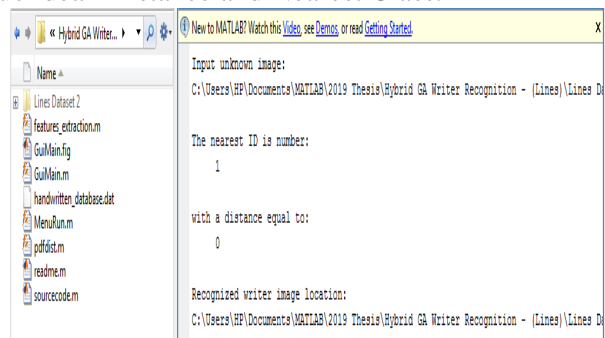 « Hybrid GA Writer...
New to MATLAB? Watch this Video, see Demos, or read Getting Started.
X
Name
Lines Dataset 2
features_extraction.m
GuiMain.fig
GuiMain.m
handwritten_database.dat
MenuRun.m
pdfdist.m
readme.m
sourcecode.m
Input unknown image:
C:\Users\HP\Documents\MATLAB\2019 Thesis\Hybrid GA Writer Recognition - (Lines)\Lines Da
The nearest ID is number:
1
with a distance equal to:
0
Recognized writer image location:
C:\Users\HP\Documents\MATLAB\2019 Thesis\Hybrid GA Writer Recognition - (Lines)\Lines Da